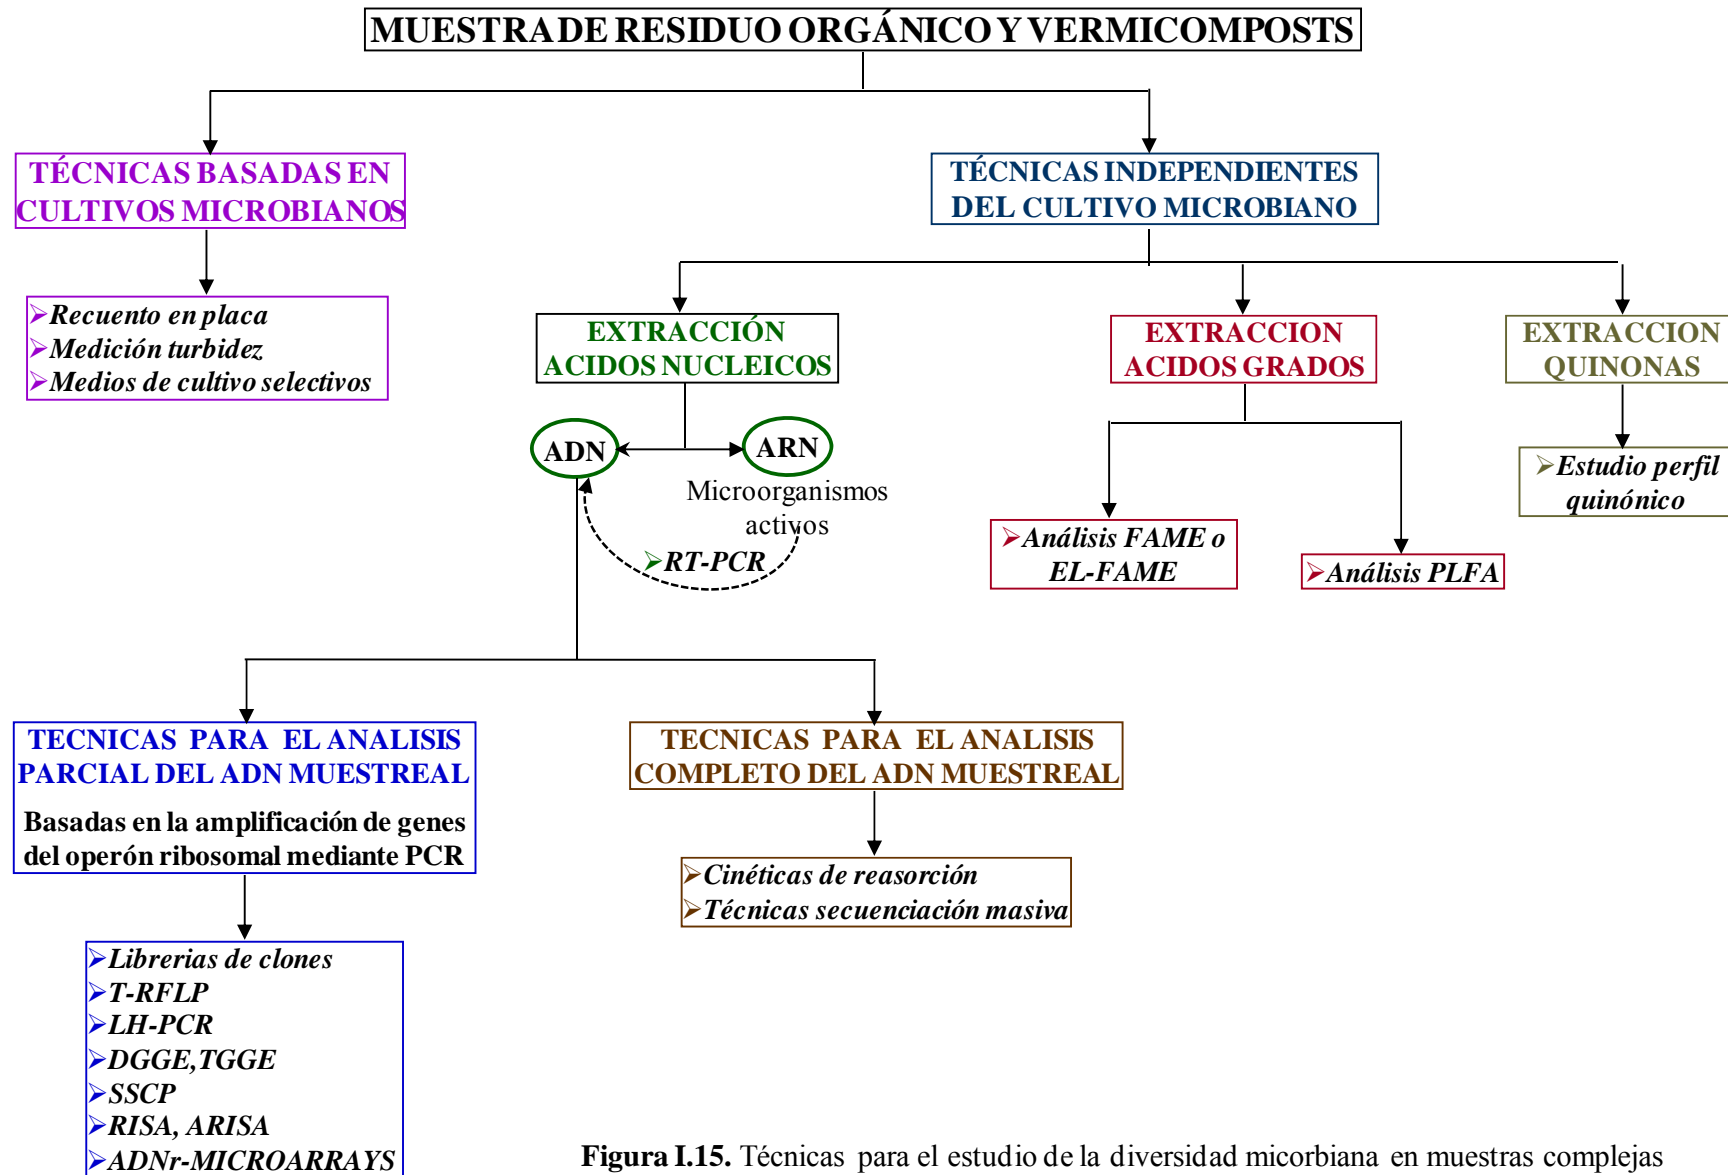 MUESTRA DE RESIDUO ORGÁNICO Y VERMICOMPOSTS
TÉCNICAS BASADAS EN
CULTIVOS MICROBIANOS
TÉCNICAS INDEPENDIENTES
DEL CULTIVO MICROBIANO
➢Recuento en placa
➢Medición turbidez
➢Medios de cultivo selectivos
EXTRACCIÓN
ACIDOS NUCLEICOS
EXTRACCION
ACIDOS GRADOS
EXTRACCION
QUINONAS
ADN
ARN
Microorganismos
activos
➢RT-PCR
➢Análisis FAME o
EL-FAME
➢Análisis PLFA
➢Estudio perfil
quinónico
TECNICAS PARA EL ANALISIS
PARCIAL DEL ADN MUESTREAL
Basadas en la amplificación de genes
del operón ribosomal mediante PCR
TECNICAS PARA EL ANALISIS
COMPLETO DEL ADN MUESTREAL
➢Cinéticas de reasorción
➢Técnicas secuenciación masiva
➢Librerias de clones
➢T-RFLP
➢LH-PCR
➢DGGE,TGGE
➢SSCP
➢RISA, ARISA
➢ADNr-MICROARRAYS
Figura I.15. Técnicas para el estudio de la diversidad micorbiana en muestras complejas